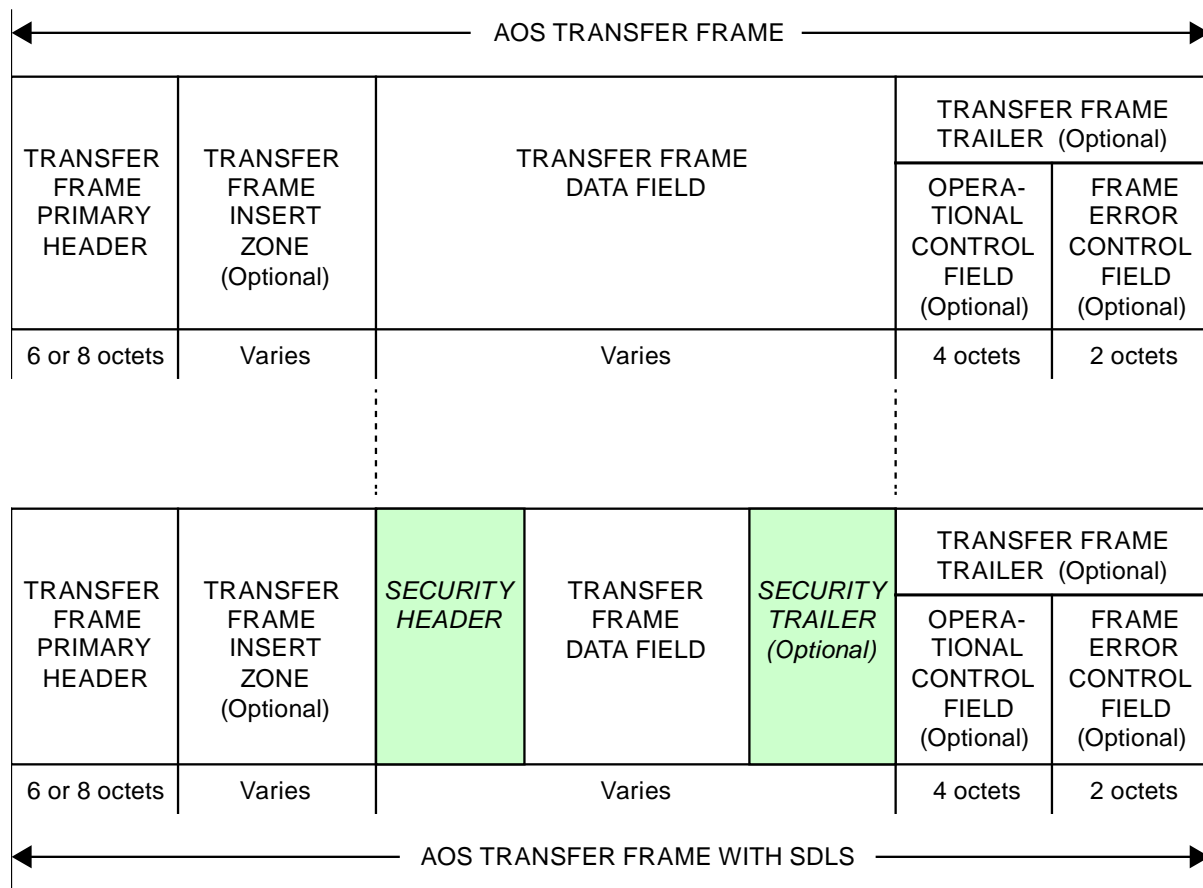 AOS TRANSFER FRAME
TRANSFER
FRAME
PRIMARY
HEADER
TRANSFER
FRAME
INSERT
ZONE
(Optional)
TRANSFER FRAME
DATA FIELD
TRANSFER FRAME
TRAILER (Optional)
OPERA-
TIONAL
CONTROL
FIELD
(Optional)
FRAME
ERROR
CONTROL
FIELD
(Optional)
6 or 8 octets
Varies
Varies
4 octets
2 octets
TRANSFER
FRAME
PRIMARY
HEADER
TRANSFER
FRAME
INSERT
ZONE
(Optional)
SECURITY
HEADER
TRANSFER
FRAME
DATA FIELD
SECURITY
TRAILER
(Optional)
TRANSFER FRAME
TRAILER (Optional)
OPERA-
TIONAL
CONTROL
FIELD
(Optional)
FRAME
ERROR
CONTROL
FIELD
(Optional)
6 or 8 octets
Varies
Varies
4 octets
2 octets
AOS TRANSFER FRAME WITH SDLS